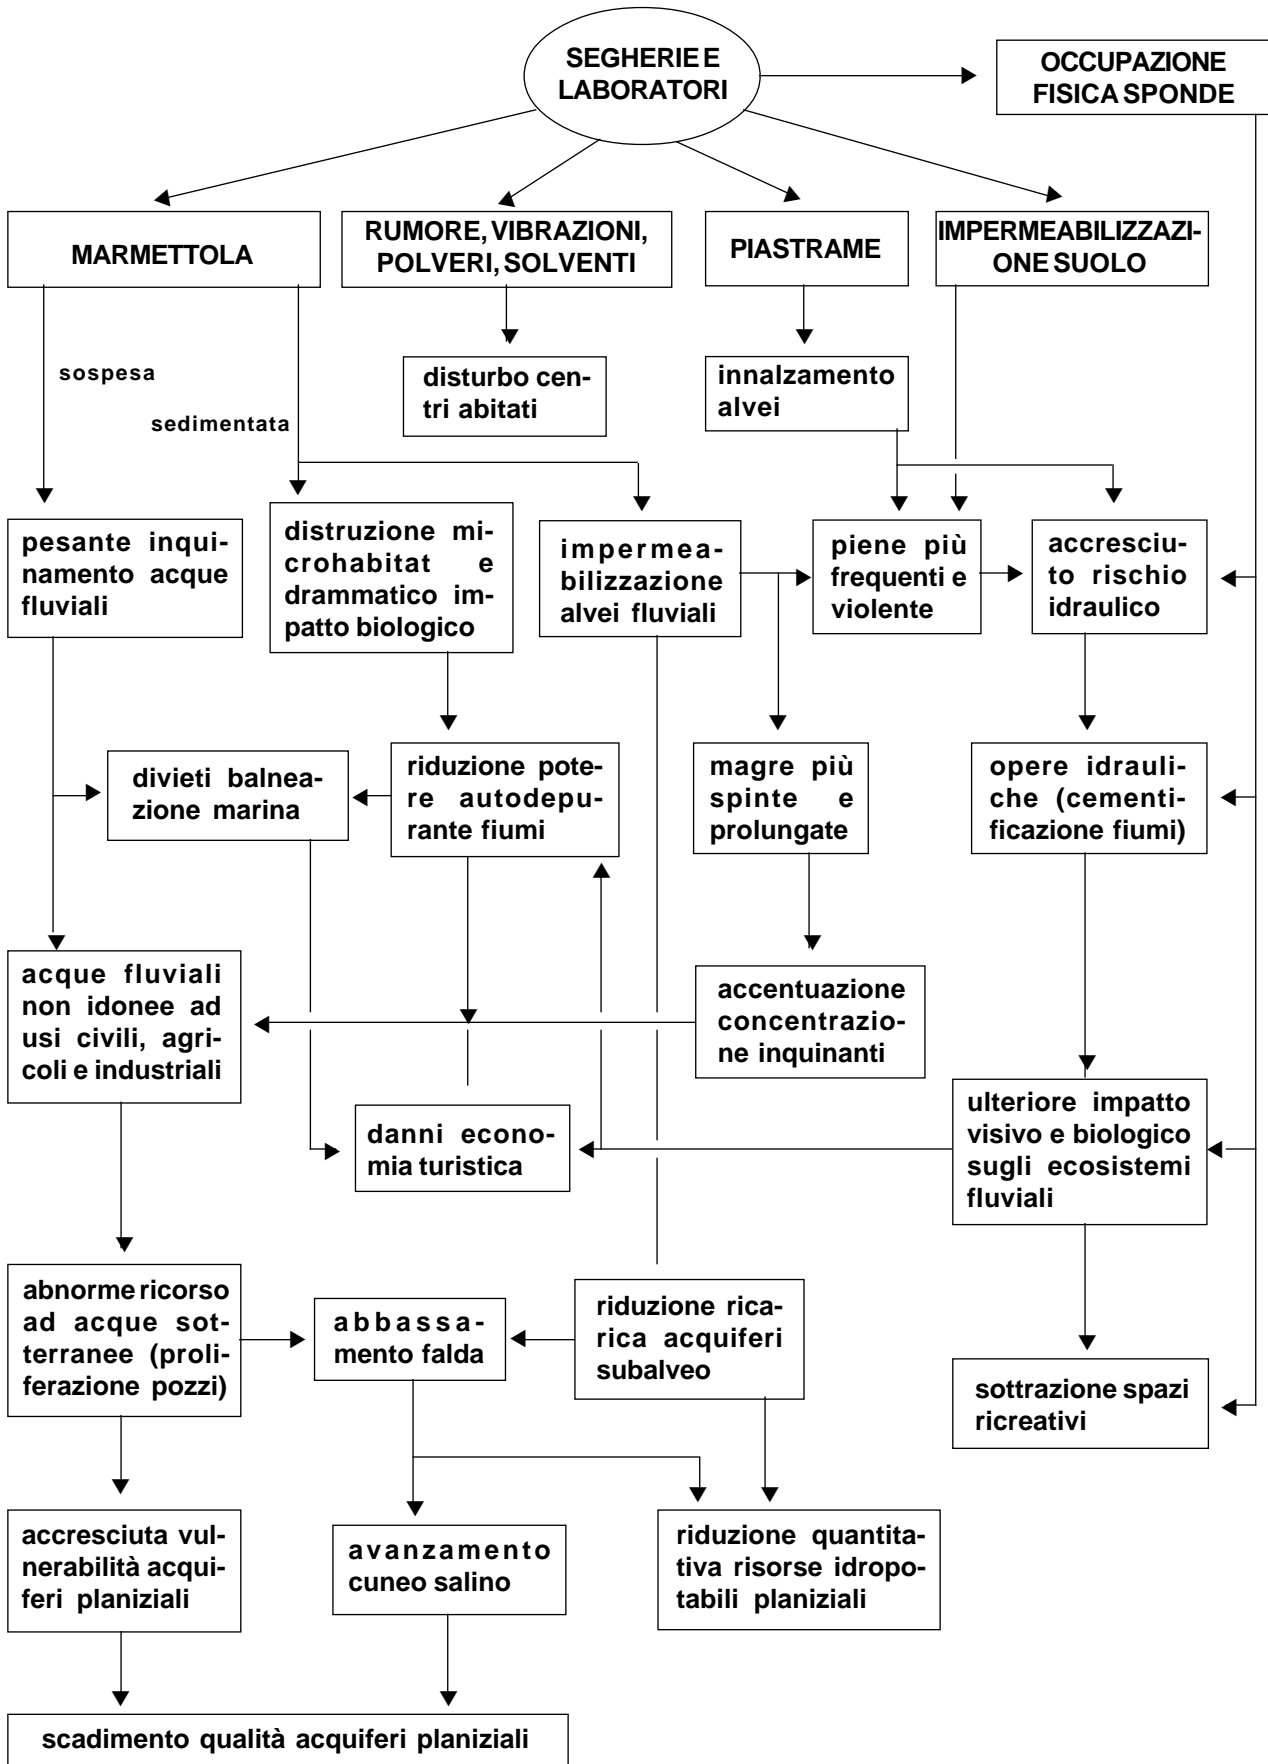 SEGHERIE E
LABORATORI
OCCUPAZIONE
FISICA SPONDE
MARMETTOLA
RUMORE, VIBRAZIONI,
POLVERI, SOLVENTI
PIASTRAME
IMPERMEABILIZZAZI-
ONE SUOLO
sospesa
sedimentata
disturbo cen-
tri abitati
innalzamento
alvei
pesante inqui-
namento acque
fluviali
distruzione mi-
crohabitat e
drammatico im-
patto biologico
impermea-
bilizzazione
alvei fluviali
piene più
frequenti e
violente
accresciu-
to rischio
idraulico
divieti balnea-
zione marina
riduzione pote-
re autodepu-
rante fiumi
magre più
spinte e
prolungate
opere idrauli-
che (cementi-
ficazione fiumi)
acque fluviali
non idonee ad
usi civili, agri-
coli e industriali
accentuazione
concentrazio-
ne inquinanti
danni econo-
mia turistica
ulteriore impatto
visivo e biologico
sugli ecosistemi
fluviali
abnorme ricorso
ad acque sot-
terranee (proli-
ferazione pozzi)
abbassa-
mento falda
riduzione rica-
rica acquiferi
subalveo
sottrazione spazi
ricreativi
accresciuta vul-
nerabilità acqui-
feri planiziali
avanzamento
cuneo salino
riduzione quantita-
tiva risorse idropo-
tabili planiziali
scadimento qualità acquiferi planiziali